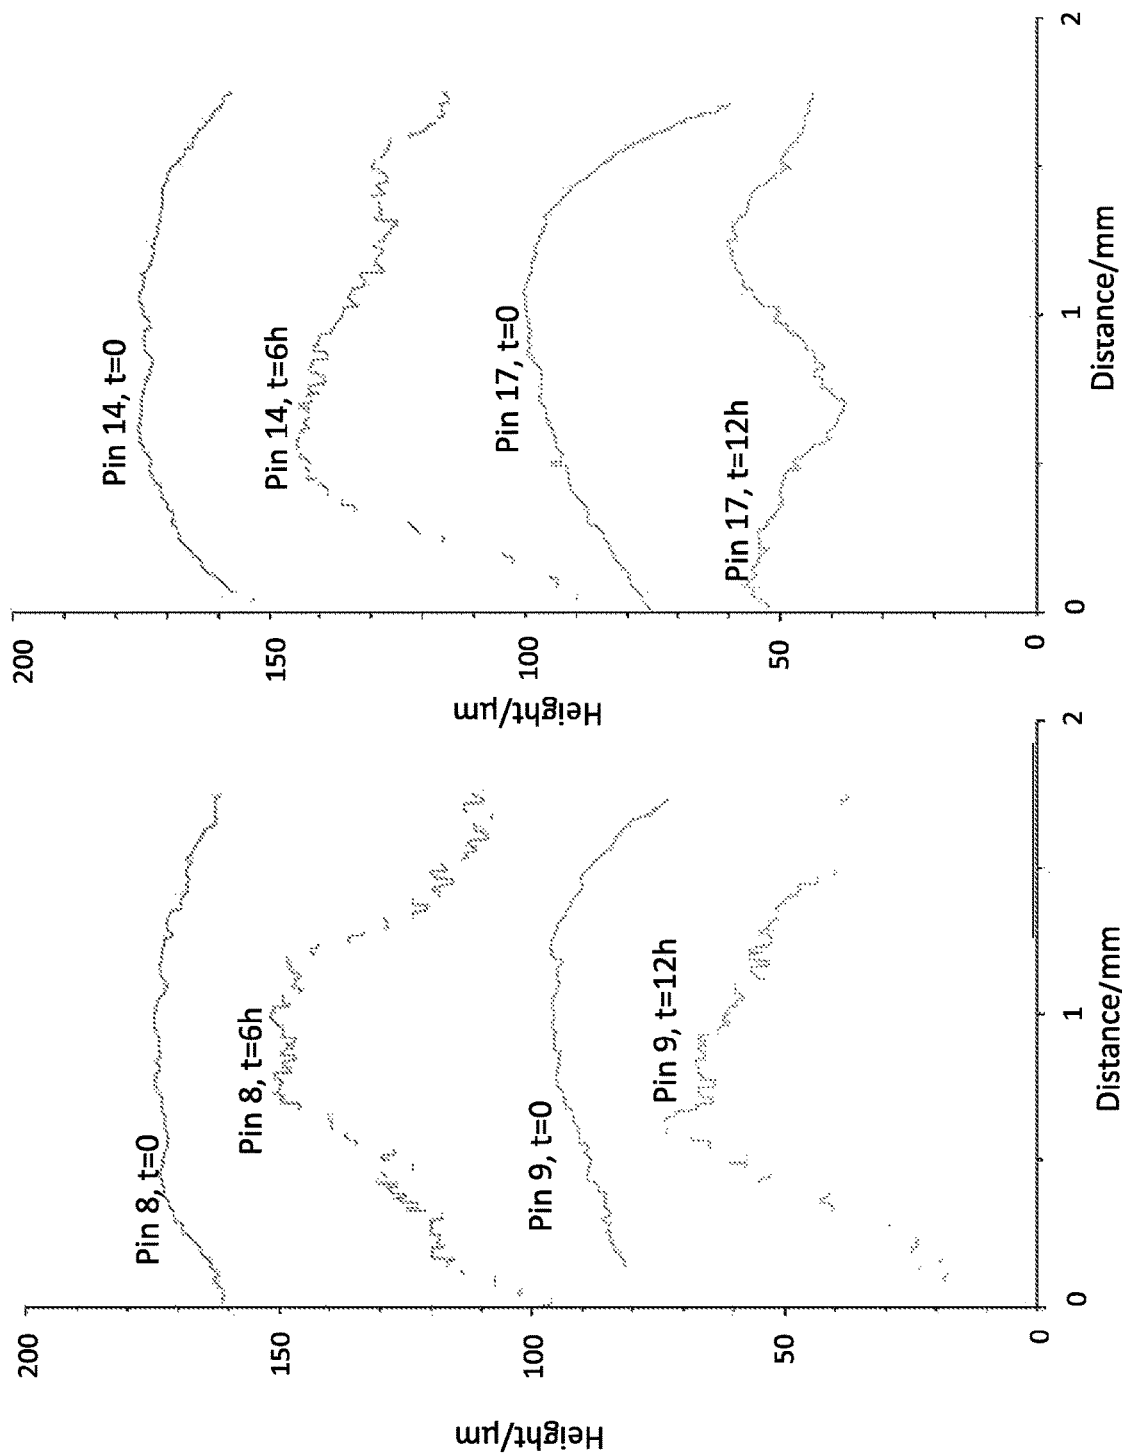 Height/µm
200
150
100
50
0
Pin 8, t=0
Pin 8, t=6h
Pin 9, t=0
Pin 9, t=12h
0
1
2
Distance/mm
Height/µm
200
150
100
50
0
Pin 14, t=0
Pin 14, t=6h
Pin 17, t=0
Pin 17, t=12h
0
1
2
Distance/mm